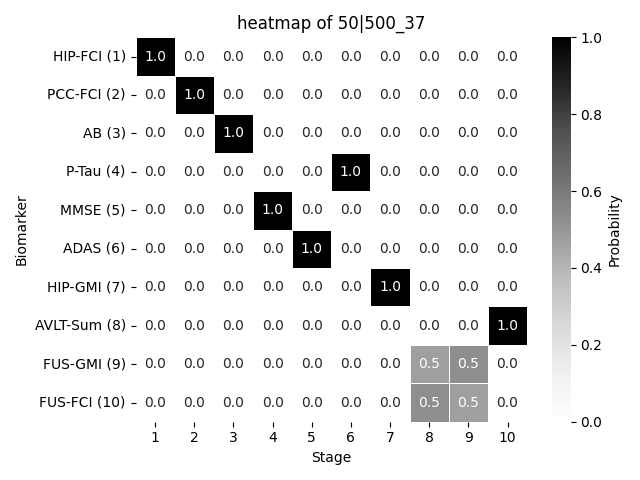 heatmap of 50|500_37
HIP-FCI (1) 1.0 0.0 0.0 0.0 0.0 0.0 0.0 0.0 0.0 0.0
PCC-FCI (2) 0.0 1.0 0.0 0.0 0.0 0.0 0.0 0.0 0.0 0.0
AB (3) 0.0 0.0 1.0 0.0 0.0 0.0 0.0 0.0 0.0 0.0
P-Tau (4) 0.0 0.0 0.0 0.0 0.0 1.0 0.0 0.0 0.0 0.0
MMSE (5) 0.0 0.0 0.0 1.0 0.0 0.0 0.0 0.0 0.0 0.0
ADAS (6) 0.0 0.0 0.0 0.0 1.0 0.0 0.0 0.0 0.0 0.0
HIP-GMI (7) 0.0 0.0 0.0 0.0 0.0 0.0 1.0 0.0 0.0 0.0
AVLT-Sum (8) 0.0 0.0 0.0 0.0 0.0 0.0 0.0 0.0 0.0 1.0
FUS-GMI (9) 0.0 0.0 0.0 0.0 0.0 0.0 0.0 0.5 0.5 0.0
FUS-FCI (10) 0.0 0.0 0.0 0.0 0.0 0.0 0.0 0.5 0.5 0.0
1 2 3 4 5 6 7 8 9 10
Stage
Biomarker
1.0
0.8
0.6
0.4
0.2
0.0
Probability